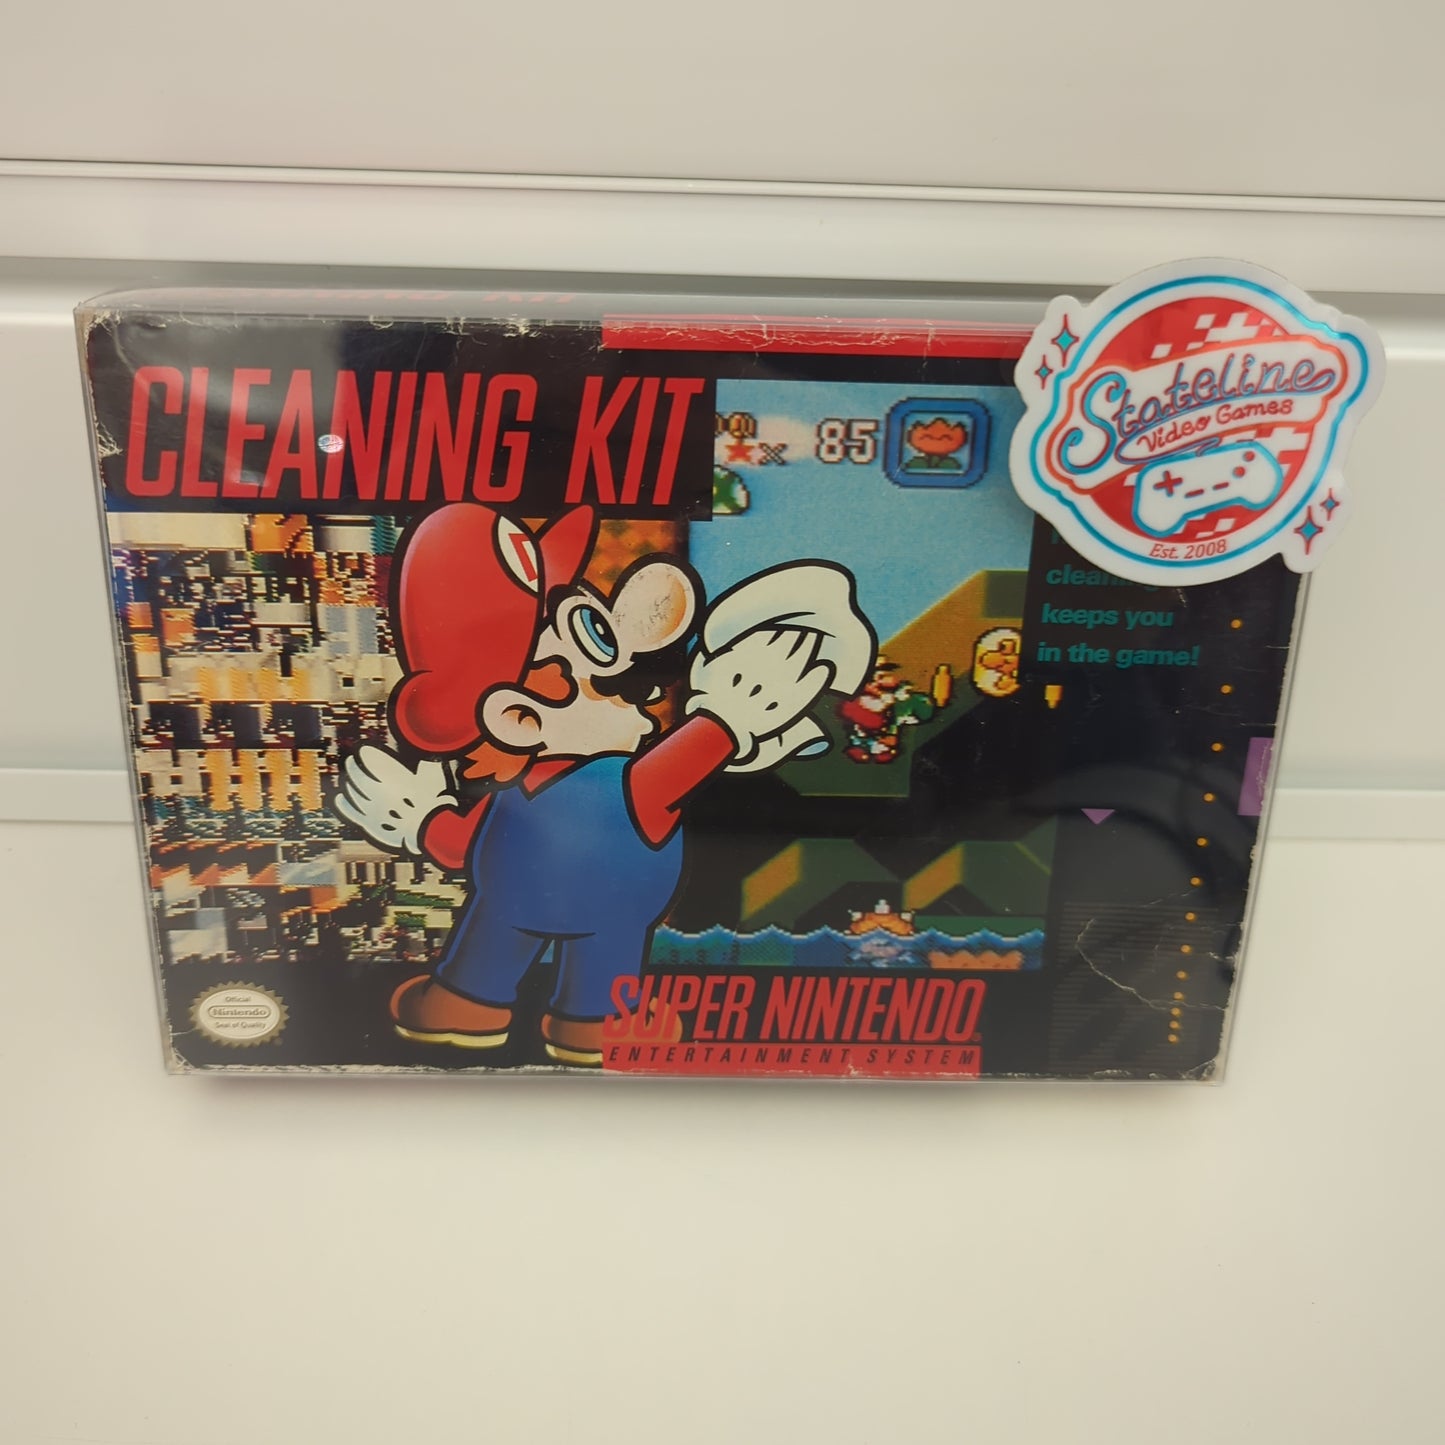 CLEANING KIT
x 85
Stateline
Video Games
Est. 2008
keeps you
in the game!
Official
Nintendo
Seal of Quality
SUPER NINTENDO
ENTERTAINMENT SYSTEM